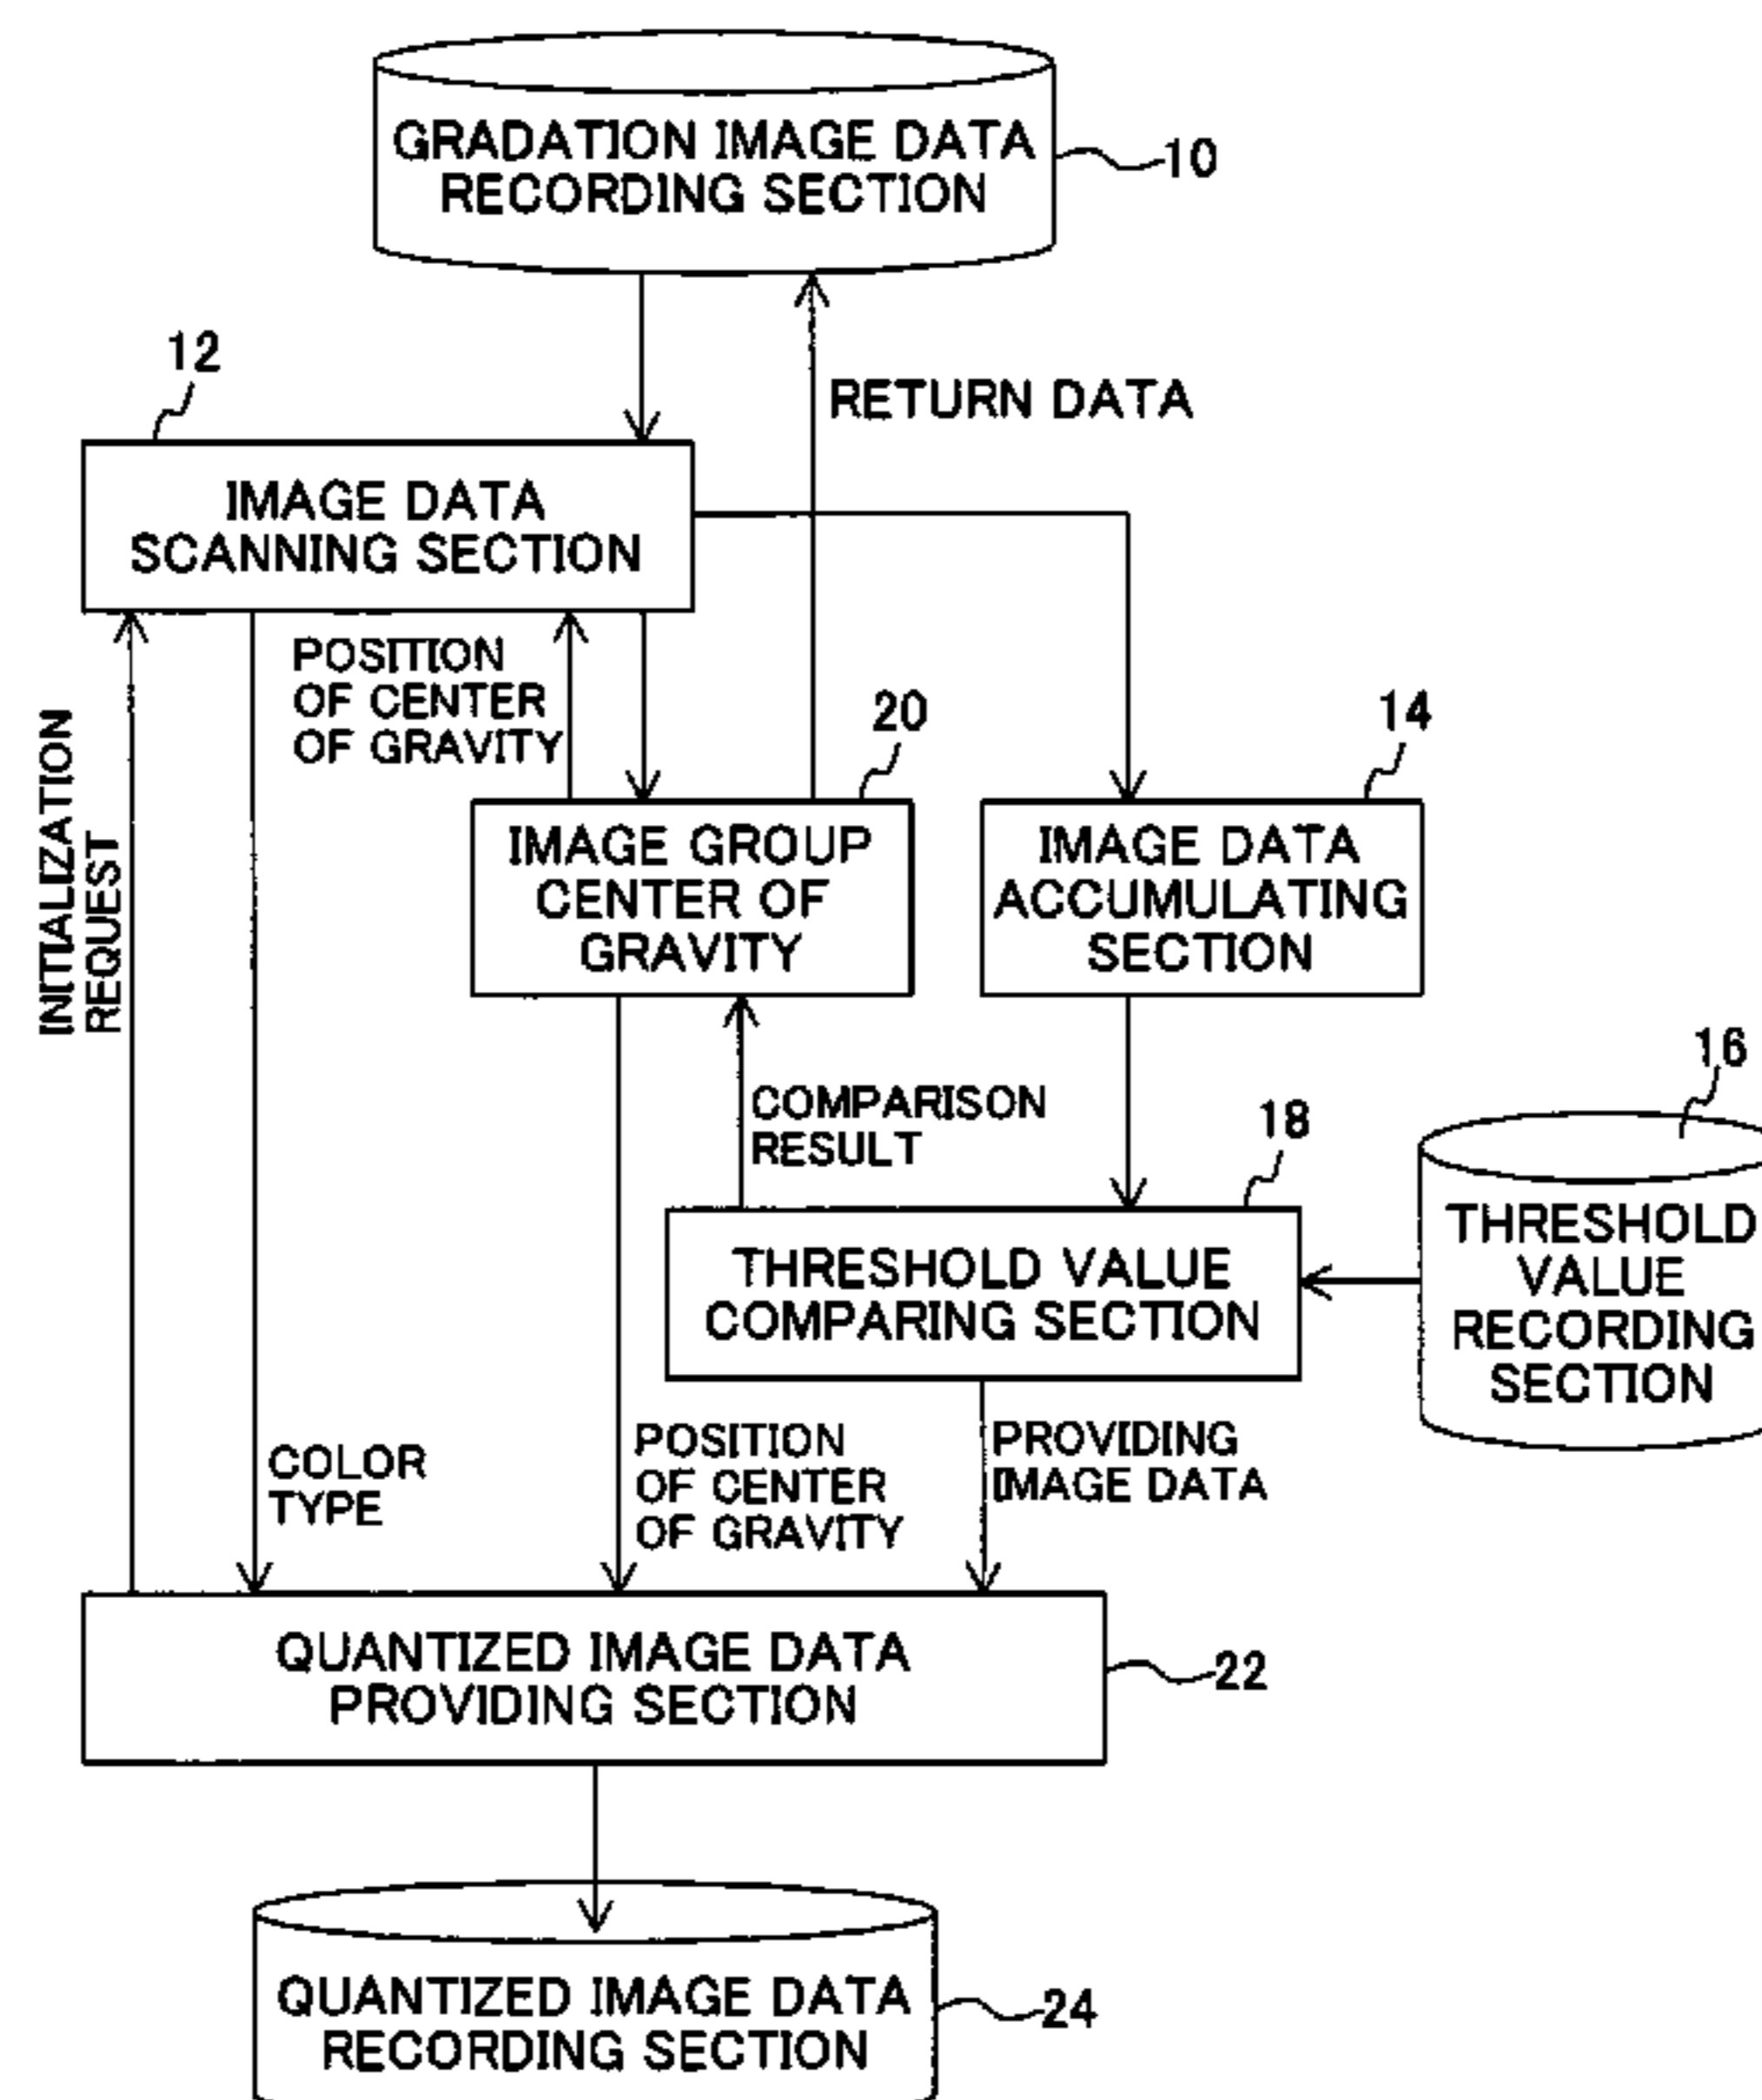 GRADATION IMAGE DATA
RECORDING SECTION
10
RETURN DATA
12
IMAGE DATA
SCANNING SECTION
POSITION
OF CENTER
OF GRAVITY
INITIALIZATION
REQUEST
20
14
IMAGE GROUP
CENTER OF
GRAVITY
IMAGE DATA
ACCUMULATING
SECTION
COMPARISON
RESULT
18
16
THRESHOLD VALUE
COMPARING SECTION
THRESHOLD
VALUE
RECORDING
SECTION
COLOR
TYPE
POSITION
OF CENTER
OF GRAVITY
PROVIDING
IMAGE DATA
QUANTIZED IMAGE DATA
PROVIDING SECTION
22
QUANTIZED IMAGE DATA
RECORDING SECTION
24